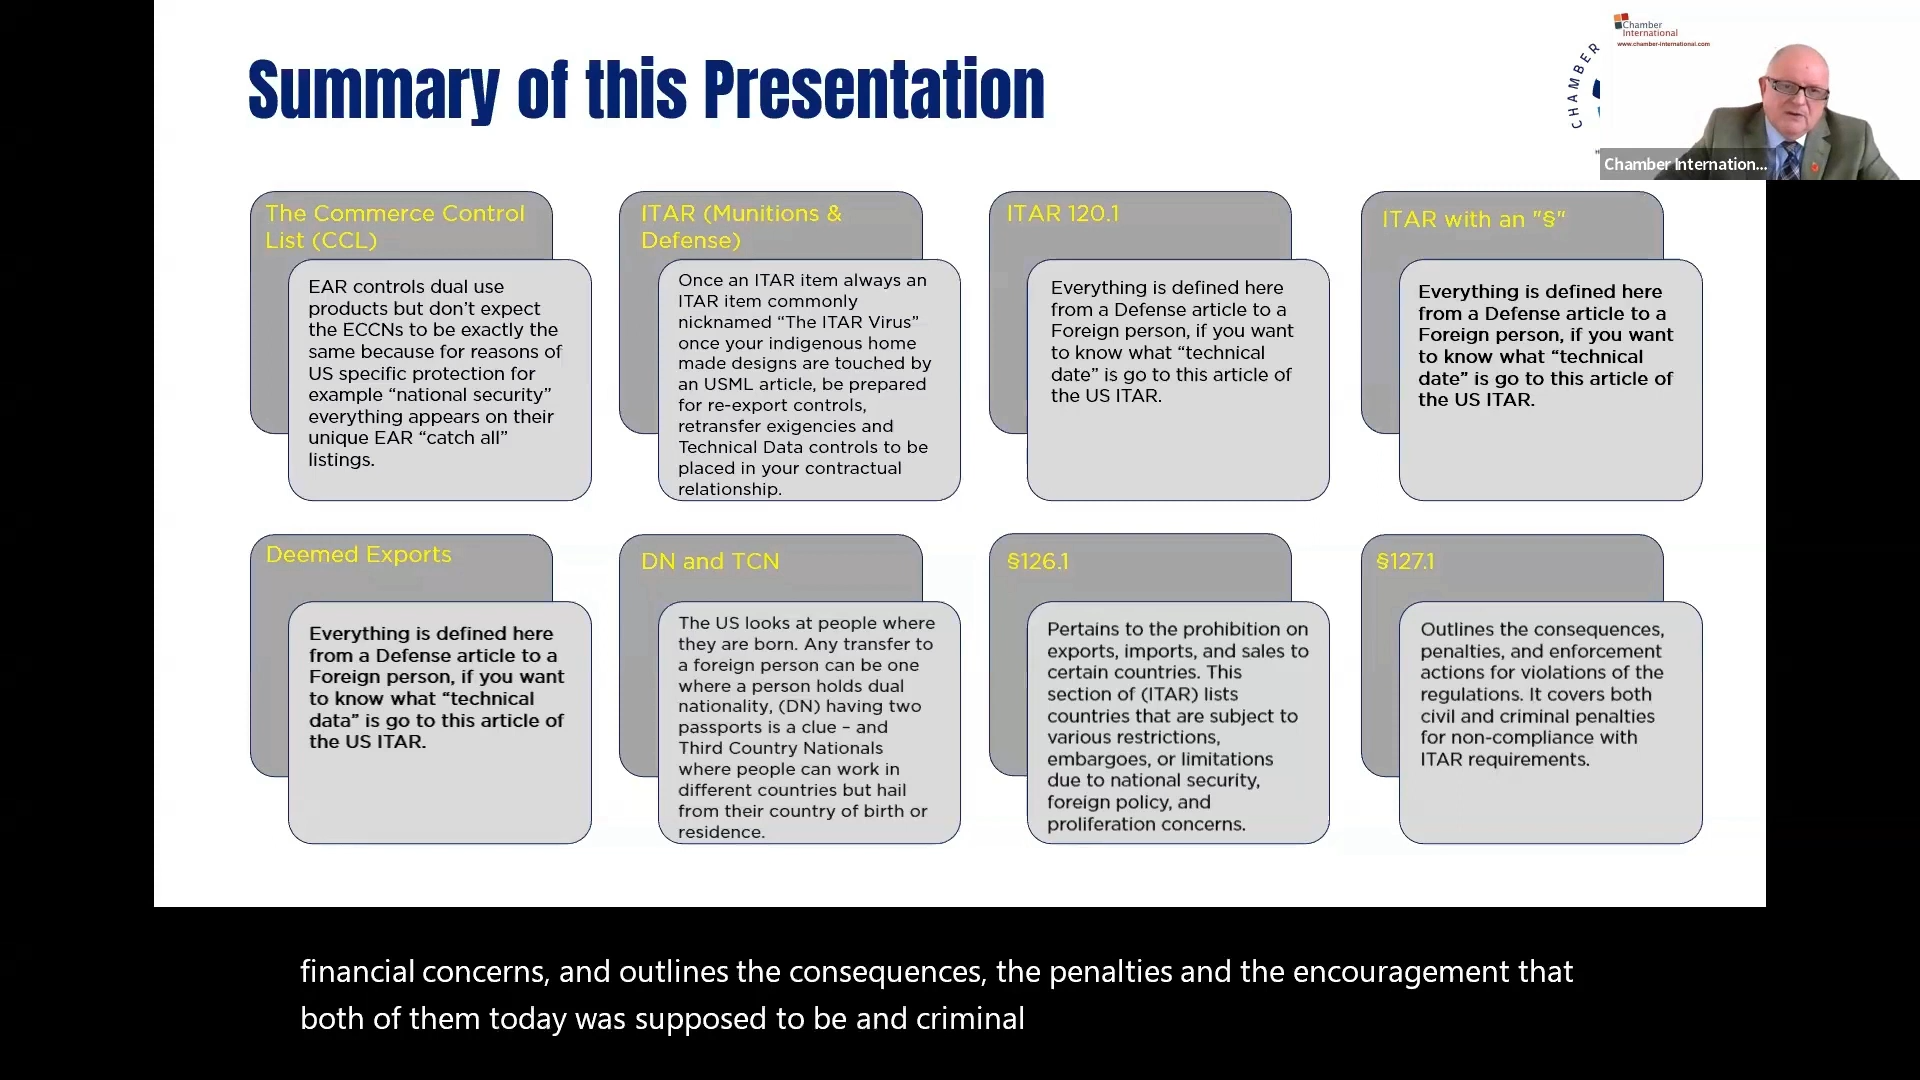 Summary of this Presentation
Chamber
International
www.chamber-international.com
CHAMBER
Chamber Internation...
The Commerce Control
List (CCL)
EAR controls dual use
products but don’t expect
the ECCNs to be exactly the
same because for reasons of
US specific protection for
example “national security”
everything appears on their
unique EAR “catch all”
listings.
ITAR (Munitions &
Defense)
Once an ITAR item always an
ITAR item commonly
nicknamed “The ITAR Virus”
once your indigenous home
made designs are touched by
an USML article, be prepared
for re-export controls,
retransfer exigencies and
Technical Data controls to be
placed in your contractual
relationship.
ITAR 120.1
Everything is defined here
from a Defense article to a
Foreign person, if you want
to know what “technical
date” is go to this article of
the US ITAR.
ITAR with an "§"
Everything is defined here
from a Defense article to a
Foreign person, if you want
to know what “technical
date” is go to this article of
the US ITAR.
Deemed Exports
Everything is defined here
from a Defense article to a
Foreign person, if you want
to know what “technical
data” is go to this article of
the US ITAR.
DN and TCN
The US looks at people where
they are born. Any transfer to
a foreign person can be one
where a person holds dual
nationality, (DN) having two
passports is a clue – and
Third Country Nationals
where people can work in
different countries but hail
from their country of birth or
residence.
§126.1
Pertains to the prohibition on
exports, imports, and sales to
certain countries. This
section of (ITAR) lists
countries that are subject to
various restrictions,
embargoes, or limitations
due to national security,
foreign policy, and
proliferation concerns.
§127.1
Outlines the consequences,
penalties, and enforcement
actions for violations of the
regulations. It covers both
civil and criminal penalties
for non-compliance with
ITAR requirements.
financial concerns, and outlines the consequences, the penalties and the encouragement that
both of them today was supposed to be and criminal